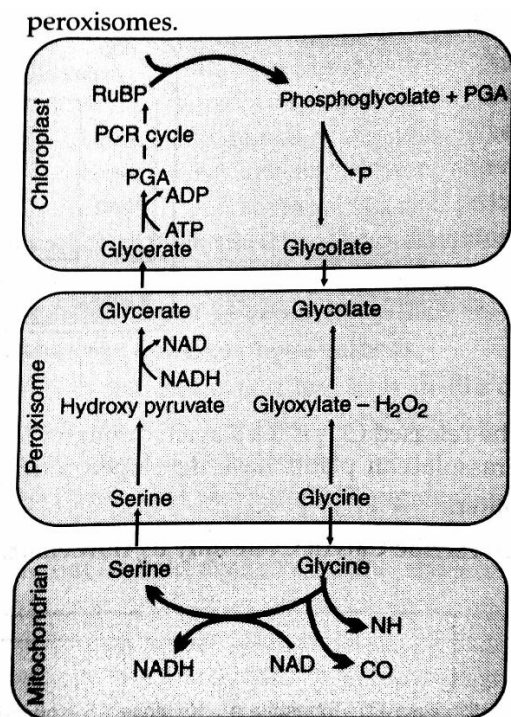 peroxisomes.
Chloroplast
RuBP
Phosphoglycolate + PGA
PCR cycle
P
PGA
ADP
ATP
Glycerate
Glycolate
Peroxisome
Glycerate
Glycolate
NAD
NADH
Hydroxy pyruvate
Glyoxylate – H₂O₂
Serine
Glycine
Mitochondrian
Serine
Glycine
NH
NADH
NAD
CO